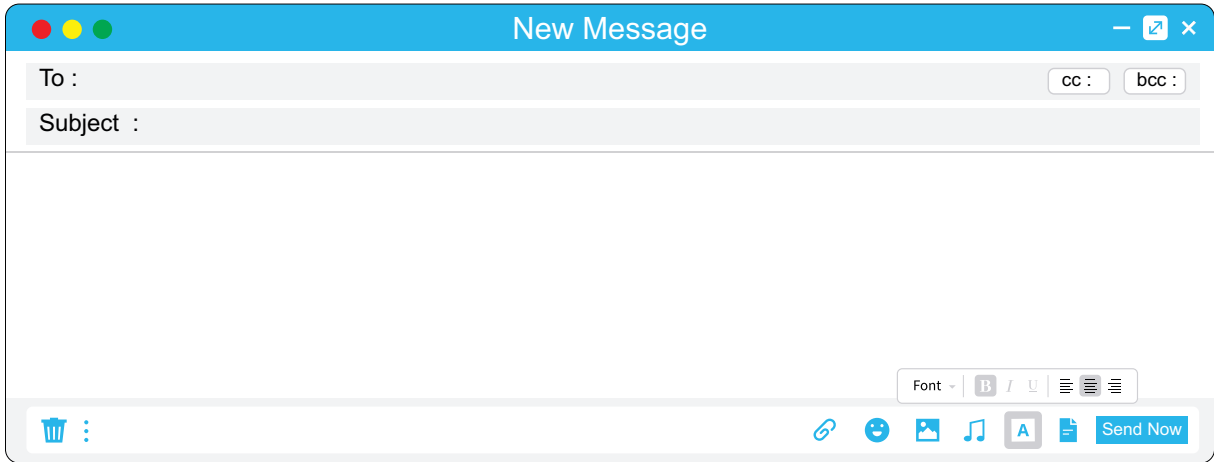 New Message
To :
cc :
bcc :
Subject :
Font
B I U
A
Send Now